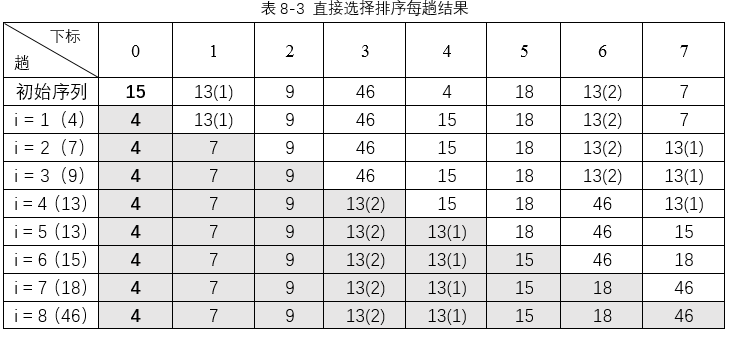 表 8-3 直接选择排序每趟结果
下标
趟 0 1 2 3 4 5 6 7
初始序列 15 13(1) 9 46 4 18 13(2) 7
i = 1（4） 4 13(1) 9 46 15 18 13(2) 7
i = 2（7） 4 7 9 46 15 18 13(2) 13(1)
i = 3（9） 4 7 9 46 15 18 13(2) 13(1)
i = 4（13） 4 7 9 13(2) 15 18 46 13(1)
i = 5（13） 4 7 9 13(2) 13(1) 18 46 15
i = 6（15） 4 7 9 13(2) 13(1) 15 46 18
i = 7（18） 4 7 9 13(2) 13(1) 15 18 46
i = 8（46） 4 7 9 13(2) 13(1) 15 18 46